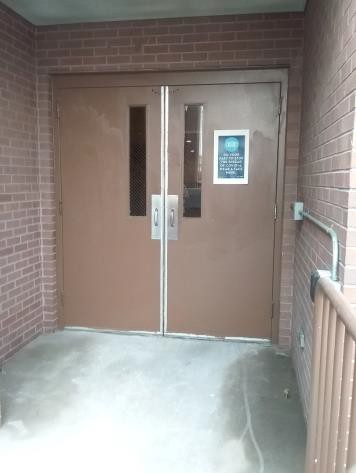 DO YOUR
PART TO STOP
THE SPREAD
OF COVID-19
WEAR A FACE
MASK.